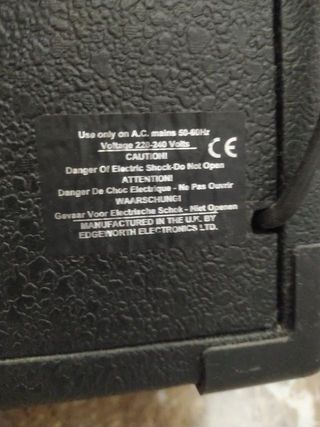 Use only on A.C. mains 50-60Hz
Voltage 220-240 Volts
CAUTION!
CE
Danger Of Electric Shock-Do Not Open
ATTENTION!
Danger De Choc Electrique - Ne Pas Ouvrir
WAARSCHUNG!
Gevaar Voor Electrische Schok - Niet Openen
MANUFACTURED IN THE U.K. BY
EDGEWORTH ELECTRONICS LTD.